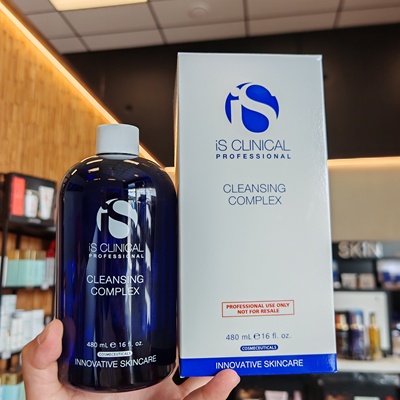 iS
iS CLINICAL
PROFESSIONAL
CLEANSING
COMPLEX
480 mL e 16 fl. oz.
COSMECEUTICALS
INNOVATIVE SKINCARE
iS
iS CLINICAL
PROFESSIONAL
CLEANSING
COMPLEX
PROFESSIONAL USE ONLY
NOT FOR RESALE
480 mL e 16 fl. oz.
COSMECEUTICALS
INNOVATIVE SKINCARE
SKIN